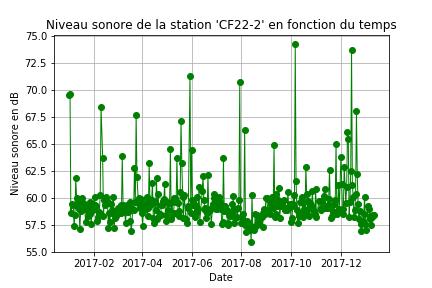 Niveau sonore de la station 'CF22-2' en fonction du temps
75.0
72.5
70.0
67.5
65.0
62.5
60.0
57.5
55.0
Niveau sonore en dB
2017-02 2017-04 2017-06 2017-08 2017-10 2017-12
Date